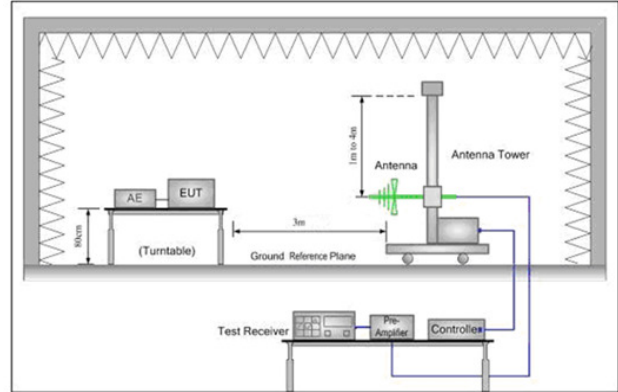 1m to 4m
Antenna
Antenna Tower
AE
EUT
80cm
(Turntable)
3m
Ground Reference Plane
Test Receiver
Pre-
Amplifier
Controller